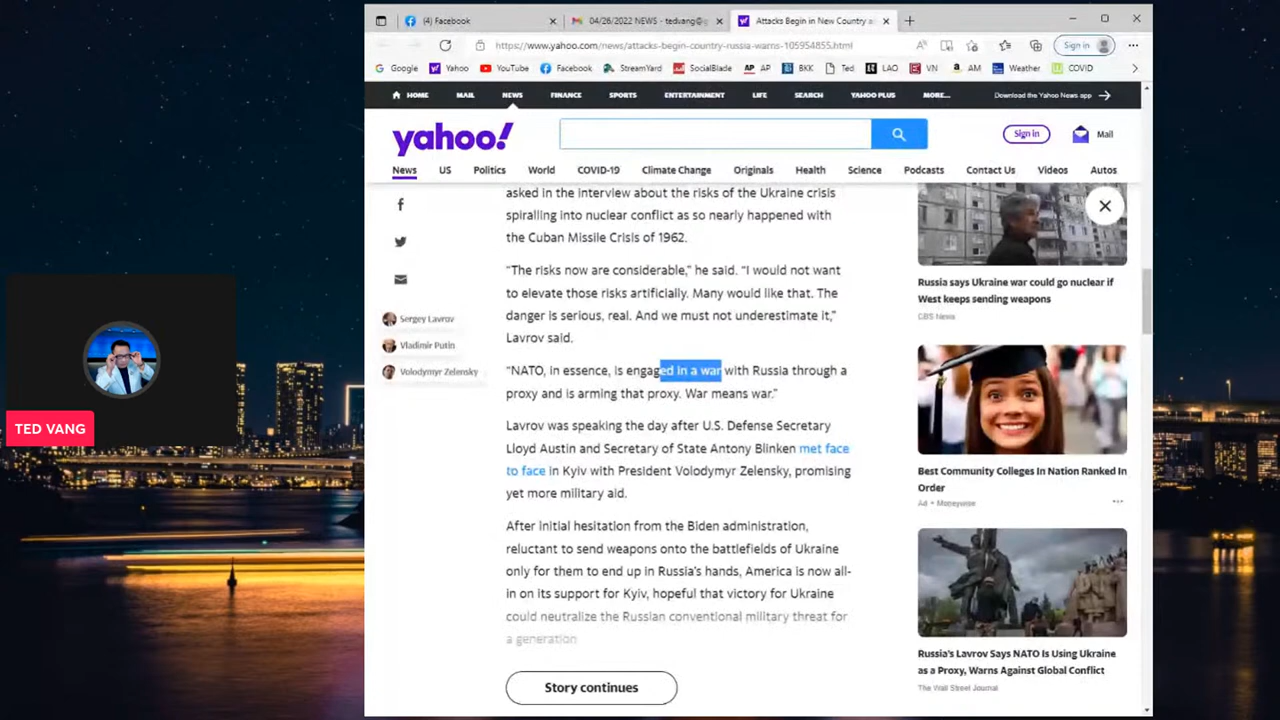 (4) Facebook
04/26/2022 NEWS - tedvang@g
Attacks Begin in New Country a
https://www.yahoo.com/news/attacks-begin-country-russia-warns-105954855.html
Sign in
Google
Yahoo
YouTube
Facebook
StreamYard
SocialBlade
AP AP
BKK
Ted
LAO
VN
AM
Weather
COVID
HOME
MAIL
NEWS
FINANCE
SPORTS
ENTERTAINMENT
LIFE
SEARCH
YAHOO PLUS
MORE...
Download the Yahoo News app
yahoo!
Sign in
Mail
News
US
Politics
World
COVID-19
Climate Change
Originals
Health
Science
Podcasts
Contact Us
Videos
Autos
asked in the interview about the risks of the Ukraine crisis
spiralling into nuclear conflict as so nearly happened with
the Cuban Missile Crisis of 1962.
“The risks now are considerable,” he said. “I would not want
to elevate those risks artificially. Many would like that. The
danger is serious, real. And we must not underestimate it,”
Lavrov said.
“NATO, in essence, is engaged in a war with Russia through a
proxy and is arming that proxy. War means war.”
Lavrov was speaking the day after U.S. Defense Secretary
Lloyd Austin and Secretary of State Antony Blinken met face
to face in Kyiv with President Volodymyr Zelensky, promising
yet more military aid.
After initial hesitation from the Biden administration,
reluctant to send weapons onto the battlefields of Ukraine
only for them to end up in Russia’s hands, America is now all-
in on its support for Kyiv, hopeful that victory for Ukraine
could neutralize the Russian conventional military threat for
a generation
Story continues
Sergey Lavrov
Vladimir Putin
Volodymyr Zelensky
Russia says Ukraine war could go nuclear if
West keeps sending weapons
CBS News
Best Community Colleges In Nation Ranked In
Order
Ad • Moneywise
Russia’s Lavrov Says NATO Is Using Ukraine
as a Proxy, Warns Against Global Conflict
The Wall Street Journal
TED VANG